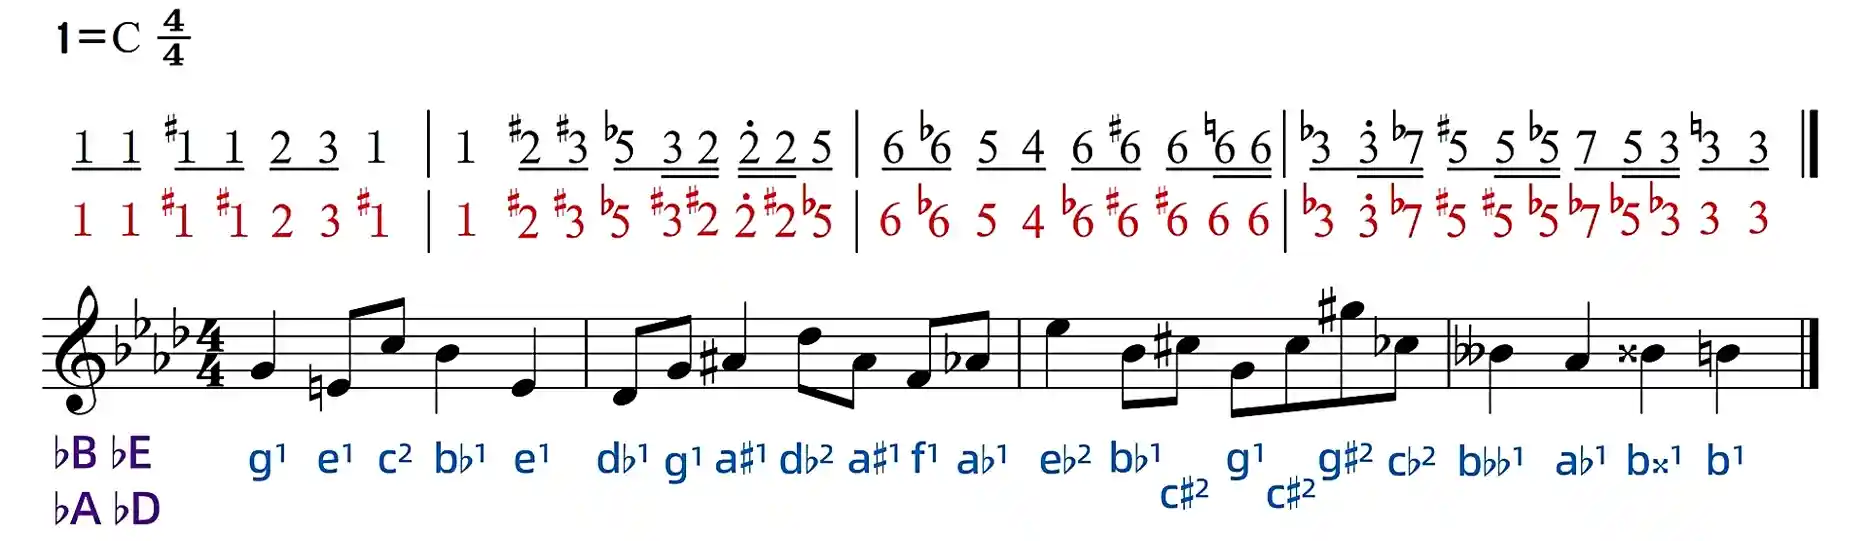 1=C 4/4
1 1 #1 1 2 3 1 | 1 #2 #3 ♭5 3 2 2̇ 2 5 | 6 ♭6 5 4 6 #6 6 ♮6 6 | ♭3 3̇ ♭7 #5 5 ♭5 7 5 3 ♮3 3
1 1 #1 #1 2 3 #1 | 1 #2 #3 ♭5 #3 #2 2̇ #2 ♭5 | 6 ♭6 5 4 ♭6 #6 #6 6 6 | ♭3 3̇ ♭7 #5 #5 ♭5 ♭7 ♭5 ♭3 3 3
4/4
♭B ♭E g¹ e¹ c² b♭¹ e¹ d♭¹ g¹ a♯¹ d♭² a♯¹ f¹ a♭¹ e♭² b♭¹ c♯² g¹ c♯² g♯² c♭² b♭♭¹ a♭¹ b𝄪¹ b¹
♭A ♭D